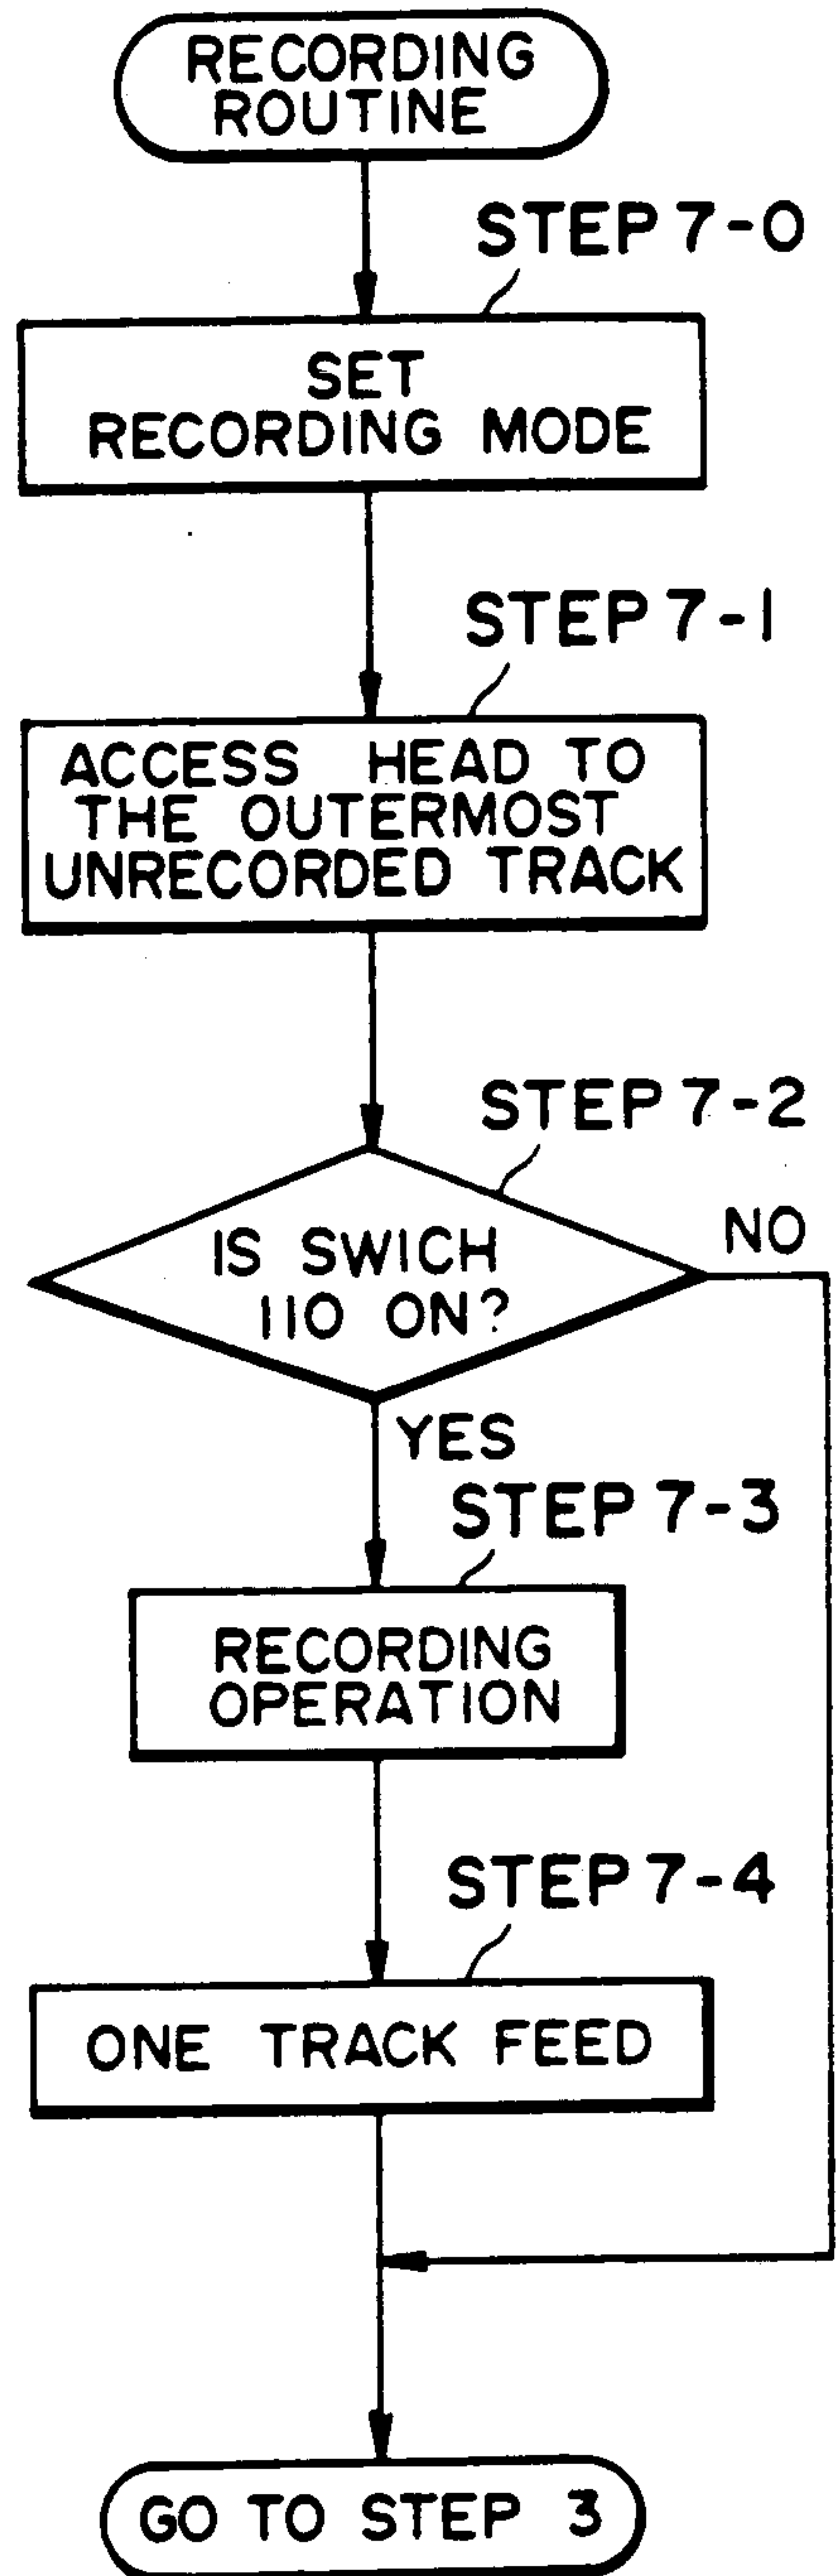 RECORDING
ROUTINE
STEP 7-0
SET
RECORDING MODE
STEP 7-1
ACCESS HEAD TO
THE OUTERMOST
UNRECORDED TRACK
STEP 7-2
IS SWICH
110 ON?
NO
YES
STEP 7-3
RECORDING
OPERATION
STEP 7-4
ONE TRACK FEED
GO TO STEP 3